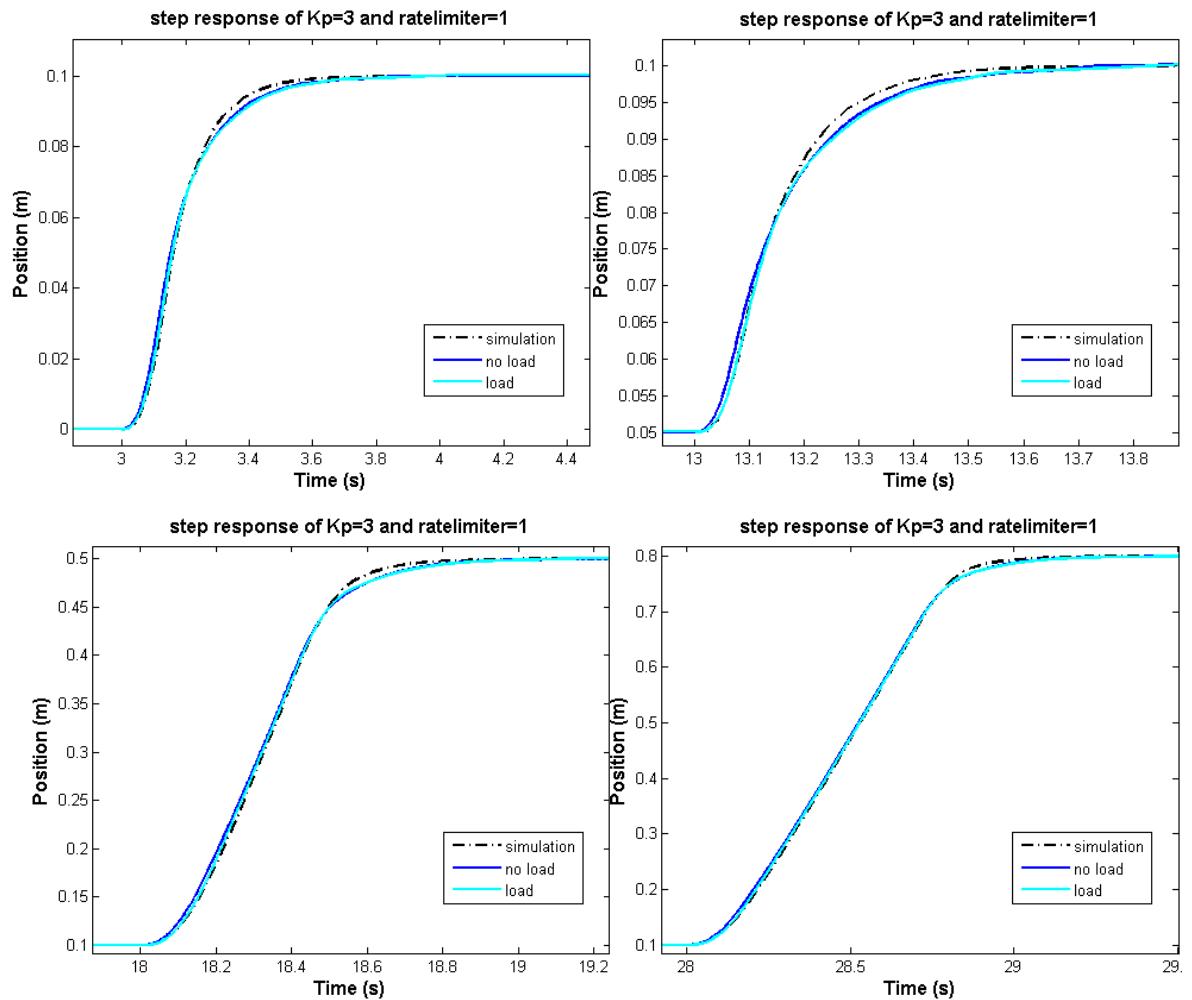 step response of Kp=3 and ratelimiter=1
0.1
0.08
0.06
0.04
0.02
0
Position (m)
simulation
no load
load
3 3.2 3.4 3.6 3.8 4 4.2 4.4
Time (s)
step response of Kp=3 and ratelimiter=1
0.1
0.095
0.09
0.085
0.08
0.075
0.07
0.065
0.06
0.055
0.05
Position (m)
simulation
no load
load
13 13.1 13.2 13.3 13.4 13.5 13.6 13.7 13.8
Time (s)
step response of Kp=3 and ratelimiter=1
0.5
0.45
0.4
0.35
0.3
0.25
0.2
0.15
0.1
Position (m)
simulation
no load
load
18 18.2 18.4 18.6 18.8 19 19.2
Time (s)
step response of Kp=3 and ratelimiter=1
0.8
0.7
0.6
0.5
0.4
0.3
0.2
0.1
Position (m)
simulation
no load
load
28 28.5 29 29.
Time (s)